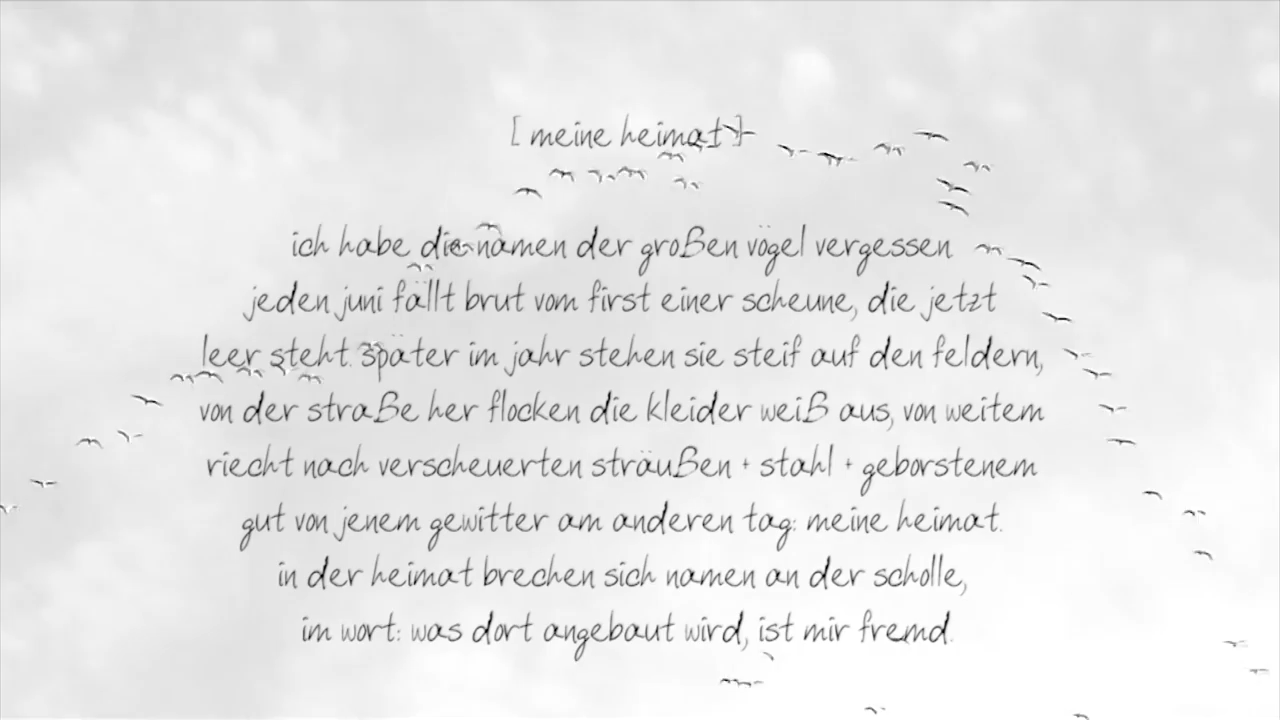 [ meine heimat ]
ich habe die namen der großen vögel vergessen
jeden juni fällt brut vom first einer scheune, die jetzt
leer steht. später im jahr stehen sie steif auf den feldern,
von der straße her flocken die kleider weiß aus, von weitem
riecht nach verscheuerten sträußen + stahl + geborstenem
gut von jenem gewitter am anderen tag: meine heimat.
in der heimat brechen sich namen an der scholle,
im wort: was dort angebaut wird, ist mir fremd.